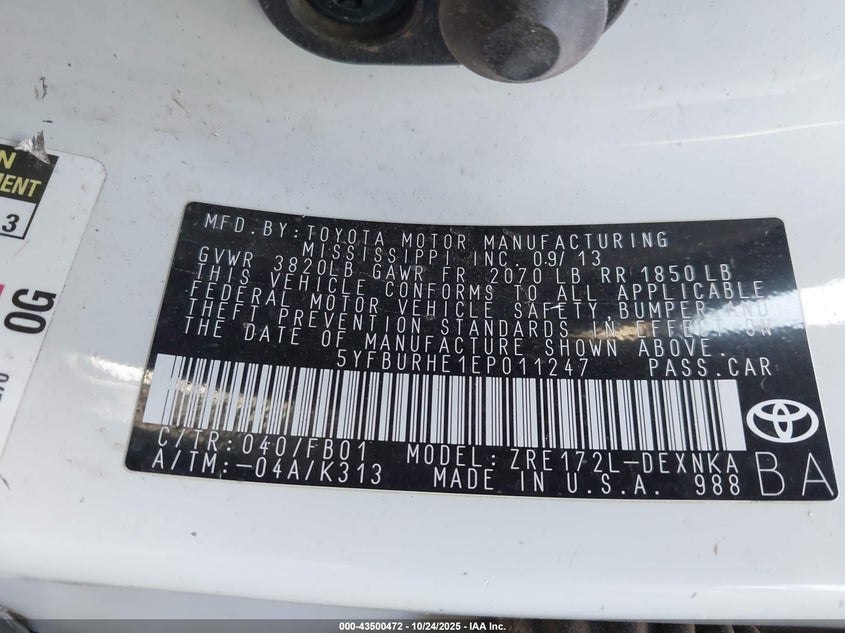 N
MENT
3
OG
MFD. BY: TOYOTA MOTOR MANUFACTURING
MISSISSIPPI INC. 09/13
GVWR 3820LB GAWR FR 2070 LB RR 1850 LB
THIS VEHICLE CONFORMS TO ALL APPLICABLE
FEDERAL MOTOR VEHICLE SAFETY, BUMPER, AND
THEFT PREVENTION STANDARDS IN EFFECT ON
THE DATE OF MANUFACTURE SHOWN ABOVE.
5YFBURHE1EP011247 PASS.CAR
C/TR: 040/FB01 MODEL: ZRE172L-DEXNKA
A/TM: -04A/K313 MADE IN U.S.A. 988
BA
000-43500472 - 10/24/2025 - IAA Inc.